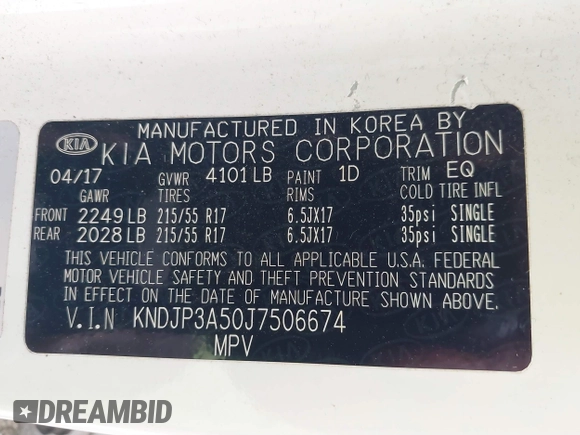 MANUFACTURED IN KOREA BY
KIA KIA MOTORS CORPORATION
04/17 GVWR 4101 LB PAINT 1D TRIM EQ
GAWR TIRES RIMS COLD TIRE INFL
FRONT 2249 LB 215/55 R17 6.5JX17 35psi SINGLE
REAR 2028 LB 215/55 R17 6.5JX17 35psi SINGLE
THIS VEHICLE CONFORMS TO ALL APPLICABLE U.S.A. FEDERAL
MOTOR VEHICLE SAFETY AND THEFT PREVENTION STANDARDS
IN EFFECT ON THE DATE OF MANUFACTURE SHOWN ABOVE.
V.I.N KNDJP3A50J7506674
MPV
DREAMBID